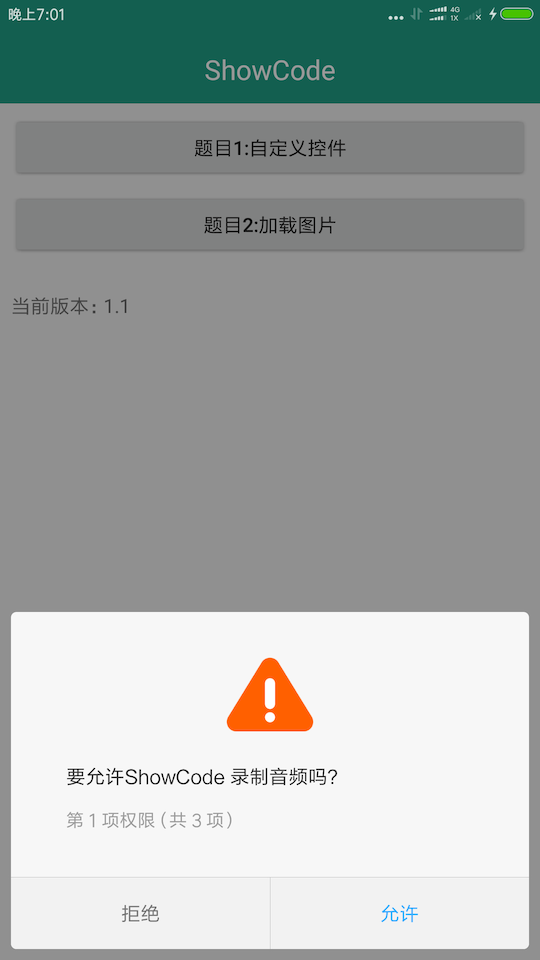 晚上7:01
4G
1X
ShowCode
题目1:自定义控件
题目2:加载图片
当前版本：1.1
要允许ShowCode 录制音频吗?
第 1 项权限（共 3 项）
拒绝
允许